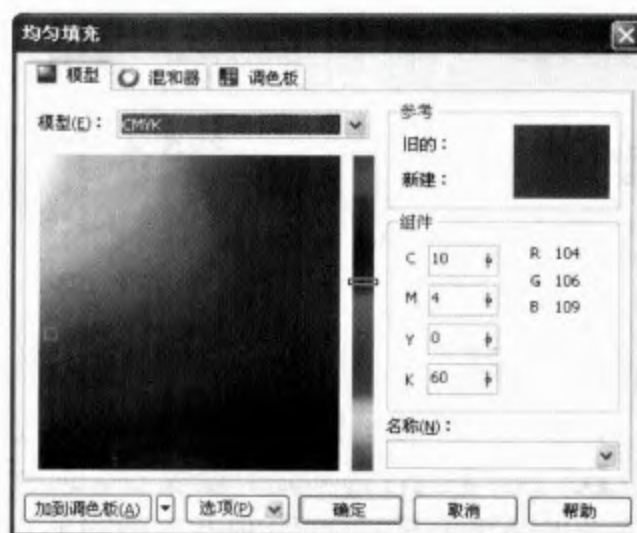 均匀填充
模型 混和器 调色板
模型(E)： CMYK
参考
旧的：
新建：
组件
C 10 R 104
M 4 G 106
Y 0 B 109
K 60
名称(N)：
加到调色板(A) 选项(P) 确定 取消 帮助